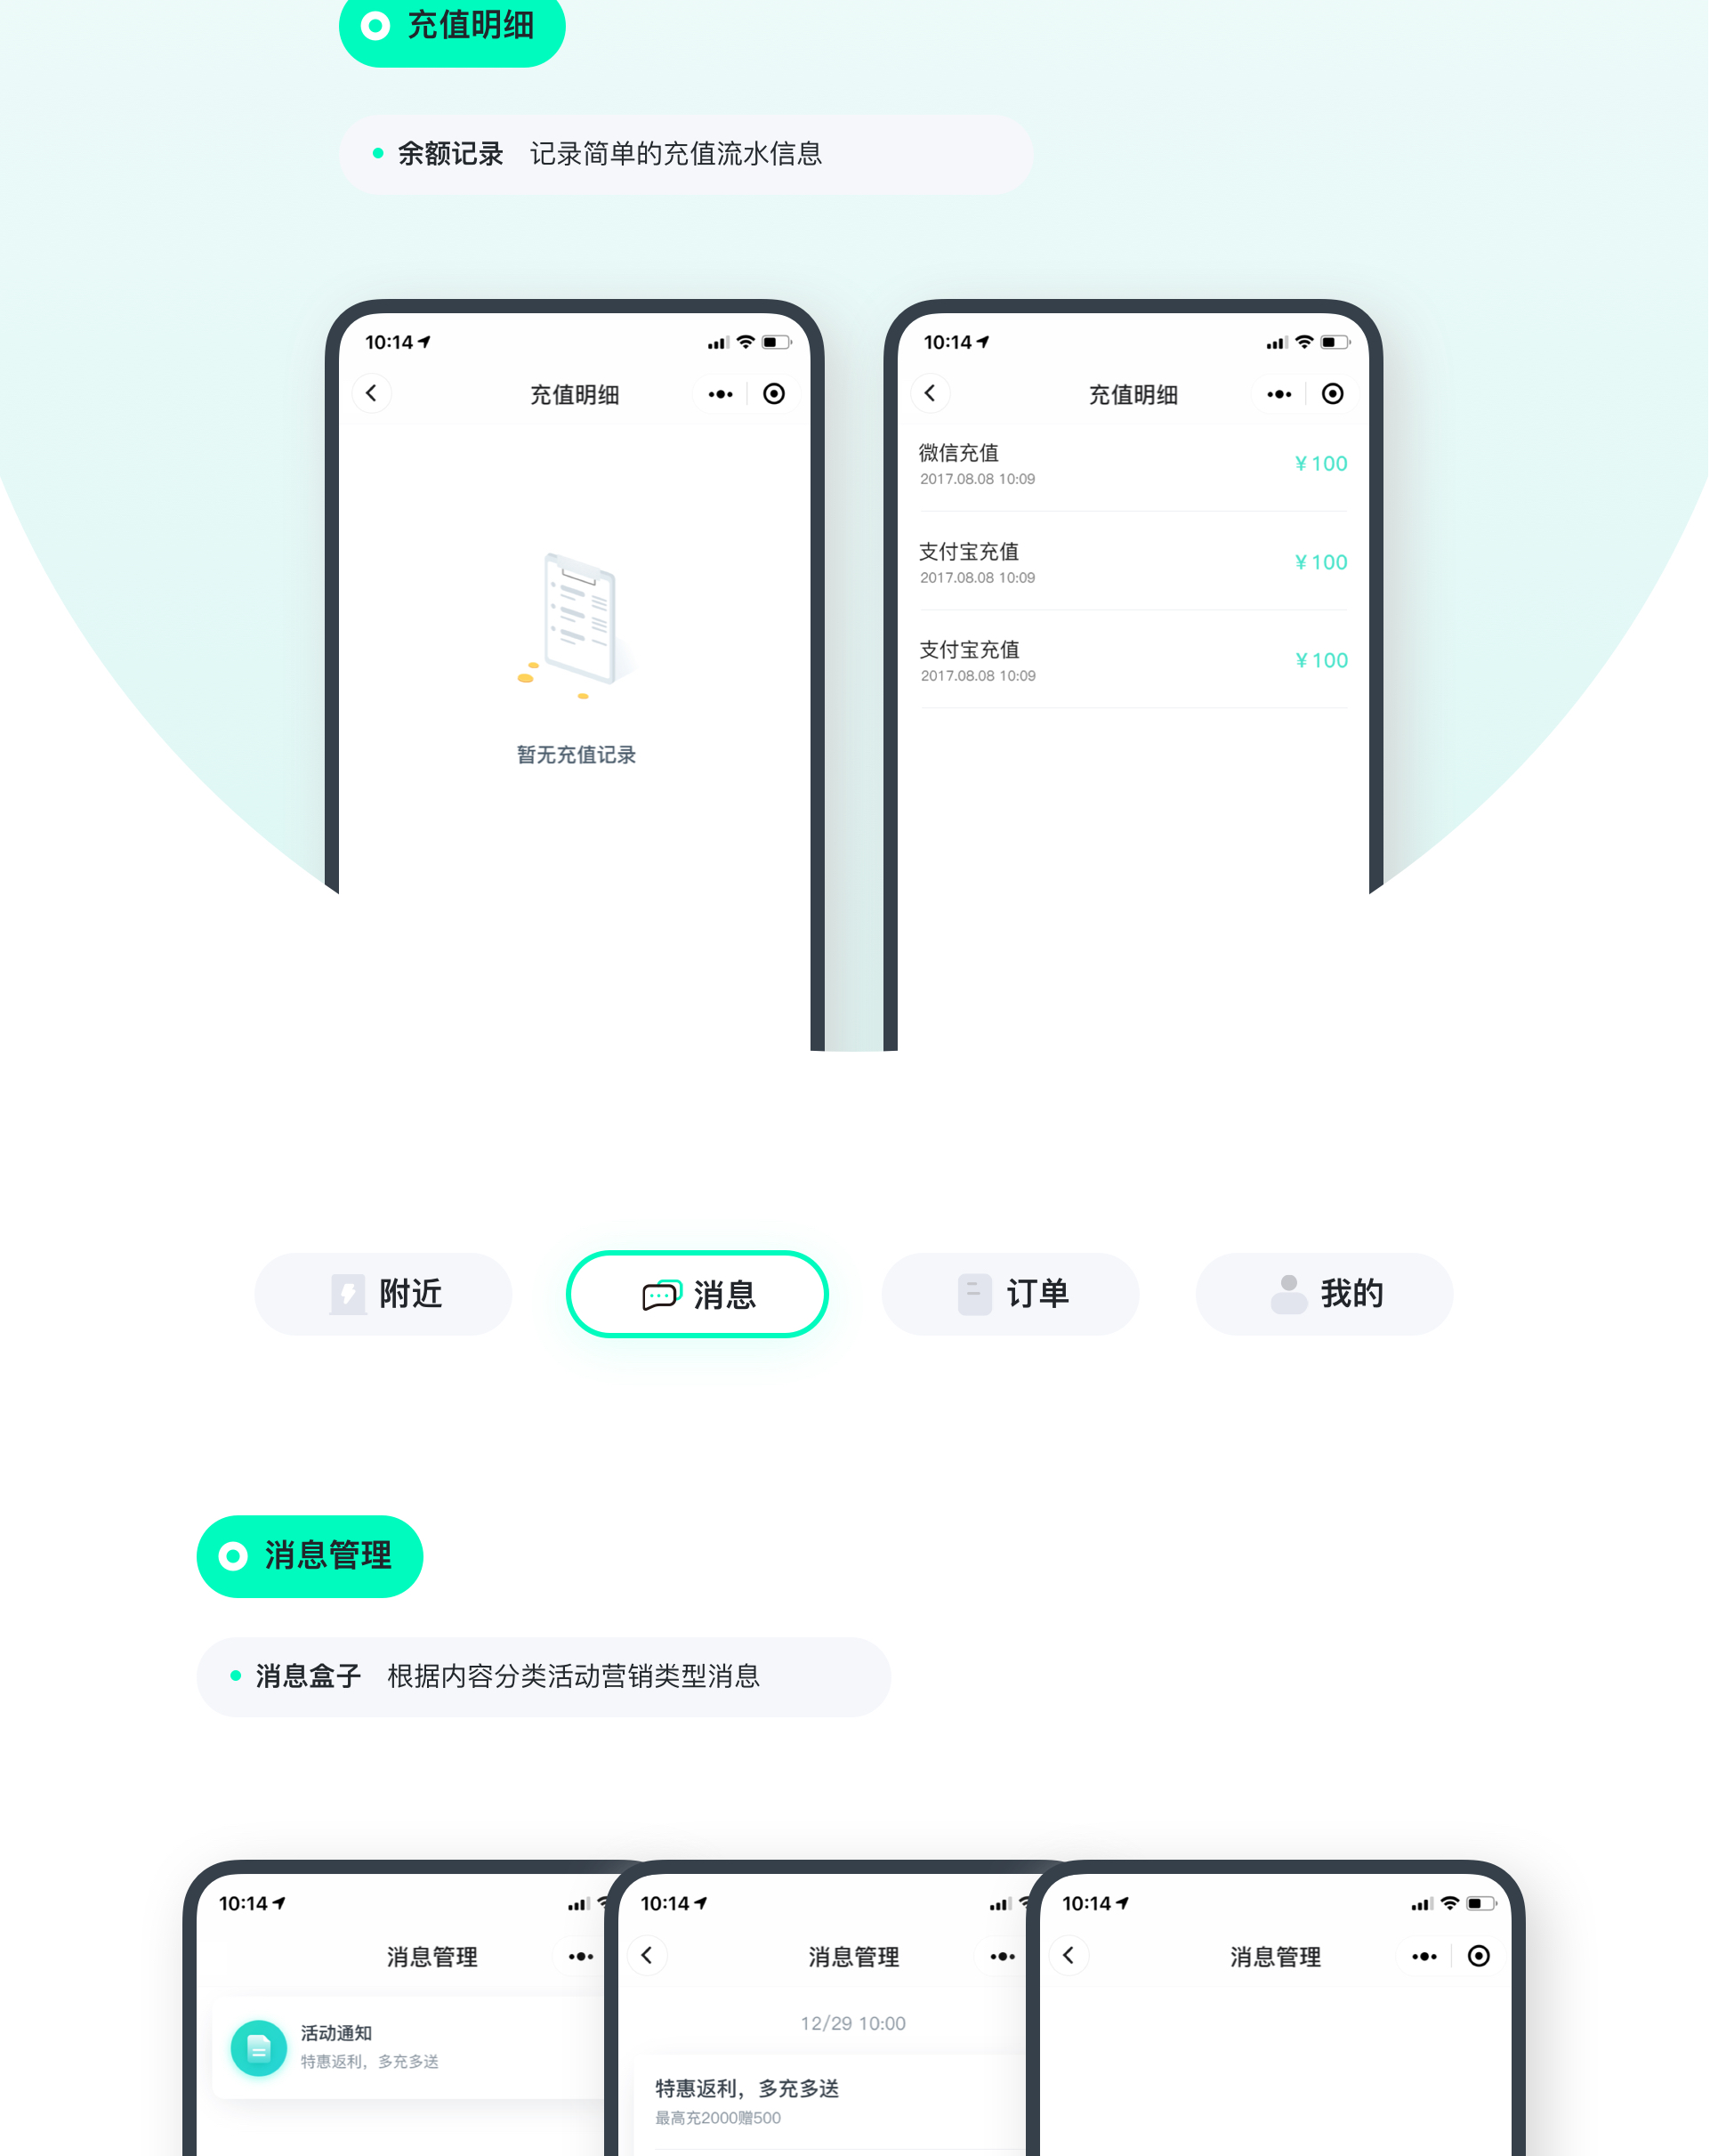 充值明细
余额记录 记录简单的充值流水信息
10:14
充值明细
暂无充值记录
10:14
充值明细
微信充值
2017.08.08 10:09
¥ 100
支付宝充值
2017.08.08 10:09
¥ 100
支付宝充值
2017.08.08 10:09
¥ 100
附近
消息
订单
我的
消息管理
消息盒子 根据内容分类活动营销类型消息
10:14
消息管理
活动通知
特惠返利，多充多送
10:14
消息管理
12/29 10:00
特惠返利，多充多送
最高充2000赠500
10:14
消息管理